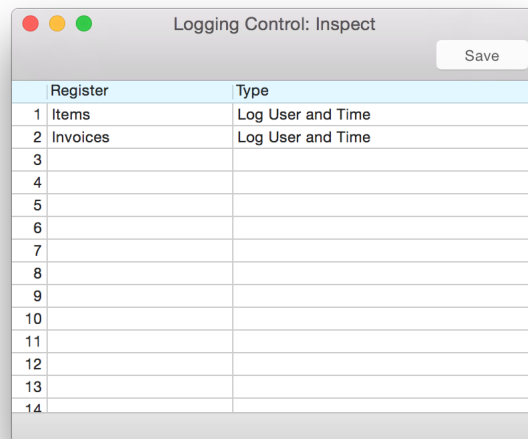 Logging Control: Inspect
Save
Register Type
1 Items Log User and Time
2 Invoices Log User and Time
3
4
5
6
7
8
9
10
11
12
13
14